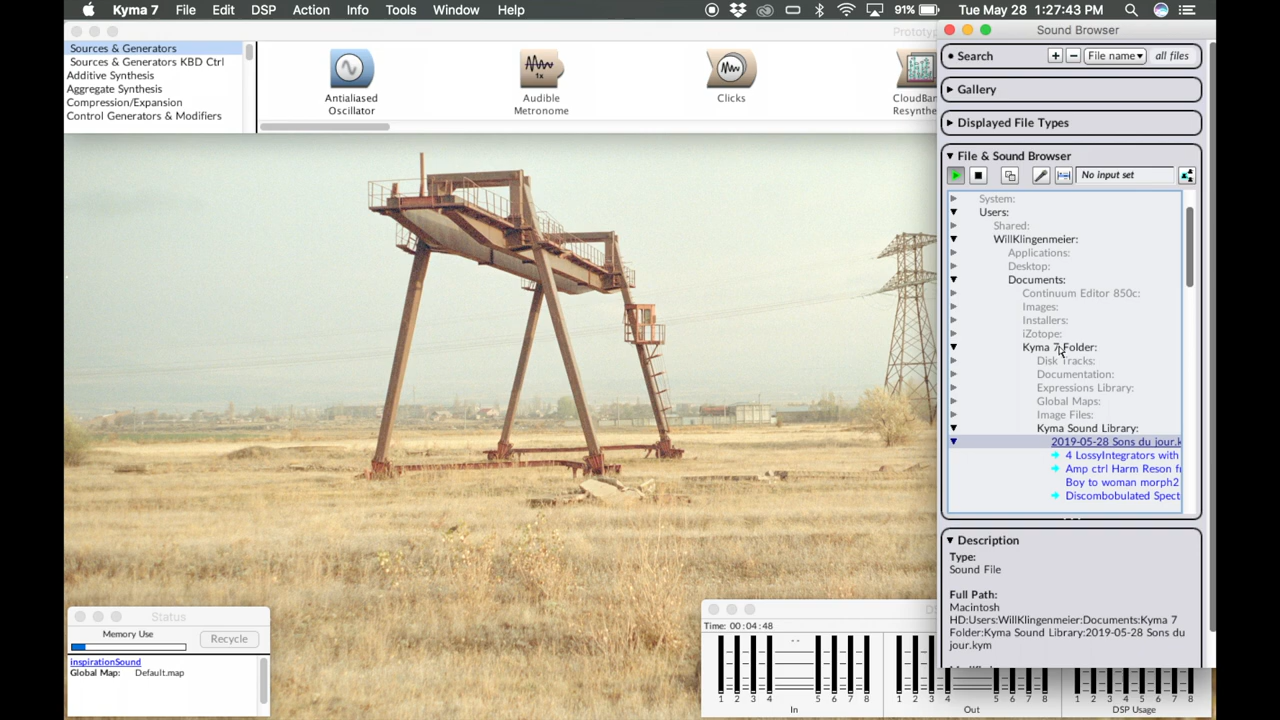 Kyma 7 File Edit DSP Action Info Tools Window Help 91% Tue May 28 1:27:43 PM
Prototyp
Sources & Generators
Sources & Generators KBD Ctrl
Additive Synthesis
Aggregate Synthesis
Compression/Expansion
Control Generators & Modifiers
Antialiased
Oscillator
1x
Audible
Metronome
Clicks
CloudBan
Resynthe
Sound Browser
Search + − File name▾ all files
Gallery
Displayed File Types
File & Sound Browser
No input set
System:
Users:
Shared:
WillKlingenmeier:
Applications:
Desktop:
Documents:
Continuum Editor 850c:
Images:
Installers:
iZotope:
Kyma 7 Folder:
Disk Tracks:
Documentation:
Expressions Library:
Global Maps:
Image Files:
Kyma Sound Library:
2019-05-28 Sons du jour.k
4 LossyIntegrators with
Amp ctrl Harm Reson f
Boy to woman morph2
Discombobulated Spect
Description
Type:
Sound File
Full Path:
Macintosh
HD:Users:WillKlingenmeier:Documents:Kyma 7
Folder:Kyma Sound Library:2019-05-28 Sons du
jour.kym
Status
Memory Use
Recycle
inspirationSound
Global Map: Default.map
Time: 00:04:48
1 2 3 4 -- 5 6 7 8
In
1 2 3 4 5 6 7 8
Out
1 2 3 4 5 6 7 8
DSP Usage